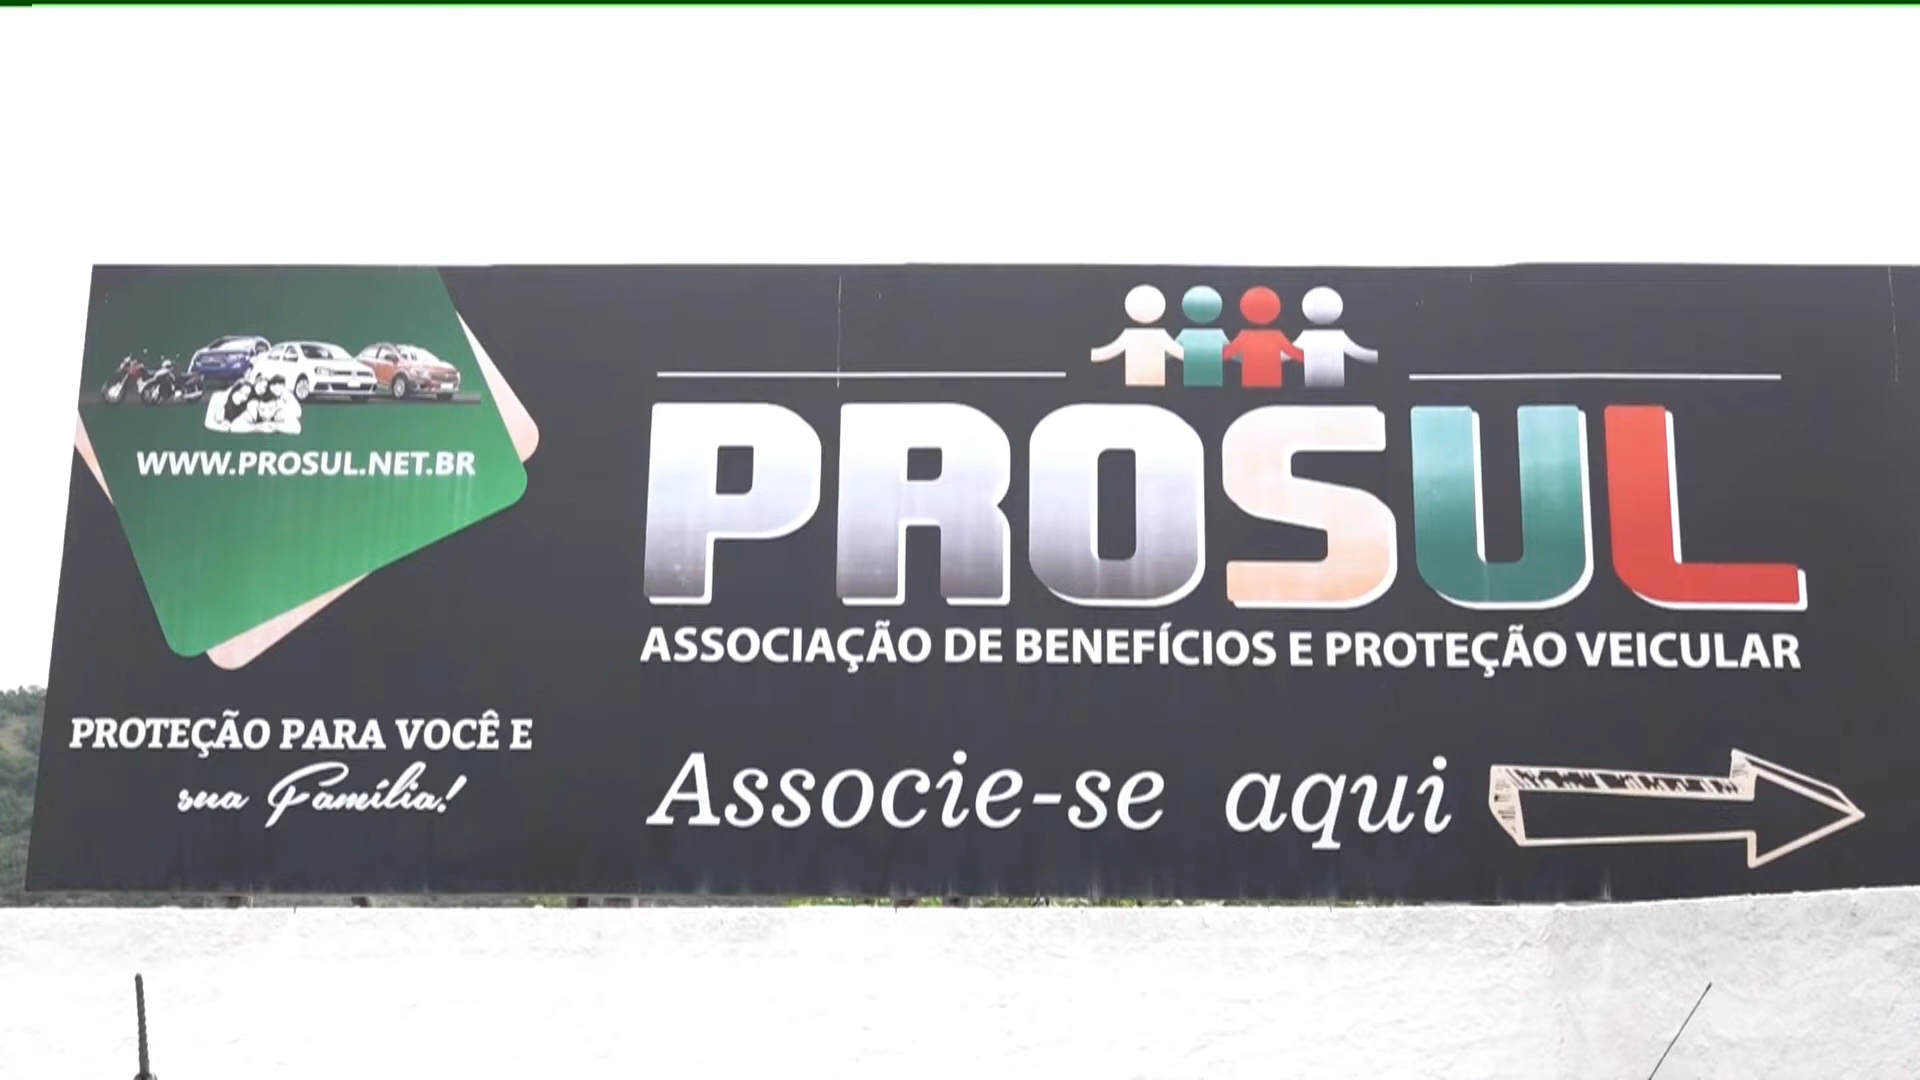 WWW.PROSUL.NET.BR
PROTEÇÃO PARA VOCÊ E
sua Família!
PROSUL
ASSOCIAÇÃO DE BENEFÍCIOS E PROTEÇÃO VEICULAR
Associe-se aqui